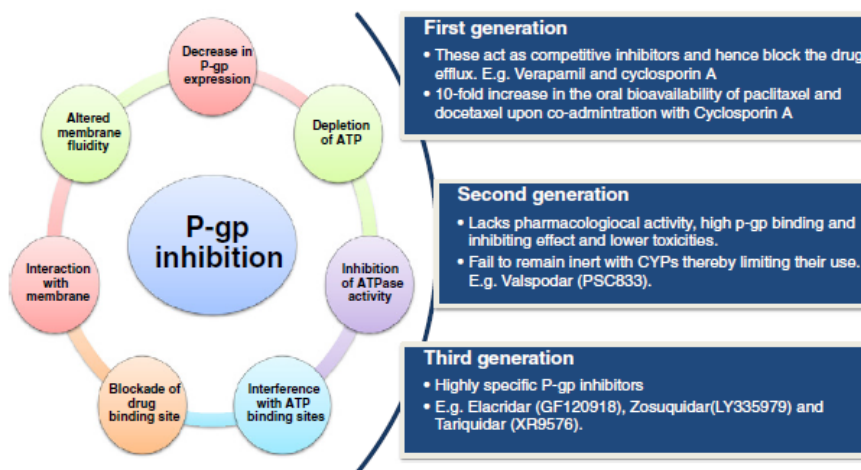 Decrease in
P-gp
expression
Depletion
of ATP
Inhibition
of ATPase
activity
Interference
with ATP
binding sites
Blockade of
drug
binding site
Interaction
with
membrane
Altered
membrane
fluidity
P-gp
inhibition
First generation
• These act as competitive inhibitors and hence block the drug
efflux. E.g. Verapamil and cyclosporin A
• 10-fold increase in the oral bioavailability of paclitaxel and
docetaxel upon co-admintration with Cyclosporin A
Second generation
• Lacks pharmacologiocal activity, high p-gp binding and
inhibiting effect and lower toxicities.
• Fail to remain inert with CYPs thereby limiting their use.
E.g. Valspodar (PSC833).
Third generation
• Highly specific P-gp inhibitors
• E.g. Elacridar (GF120918), Zosuquidar(LY335979) and
Tariquidar (XR9576).